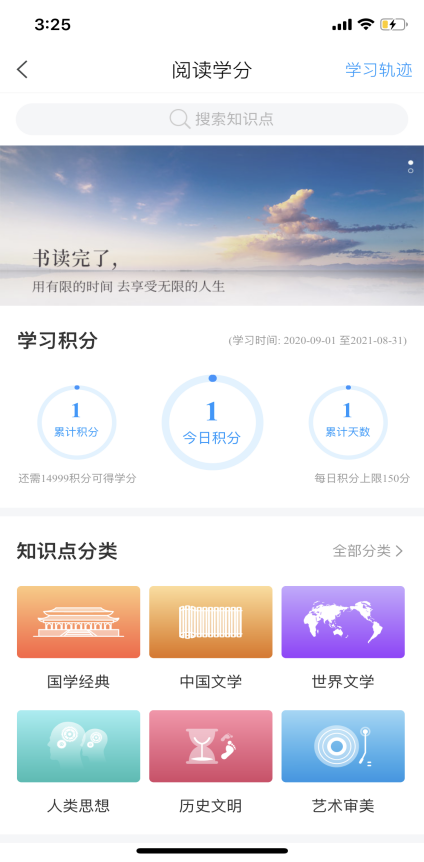 3:25
阅读学分
学习轨迹
搜索知识点
书读完了，
用有限的时间 去享受无限的人生
学习积分
(学习时间: 2020-09-01 至2021-08-31)
1
累计积分
1
今日积分
1
累计天数
还需14999积分可得学分
每日积分上限150分
知识点分类
全部分类
国学经典
中国文学
世界文学
人类思想
历史文明
艺术审美